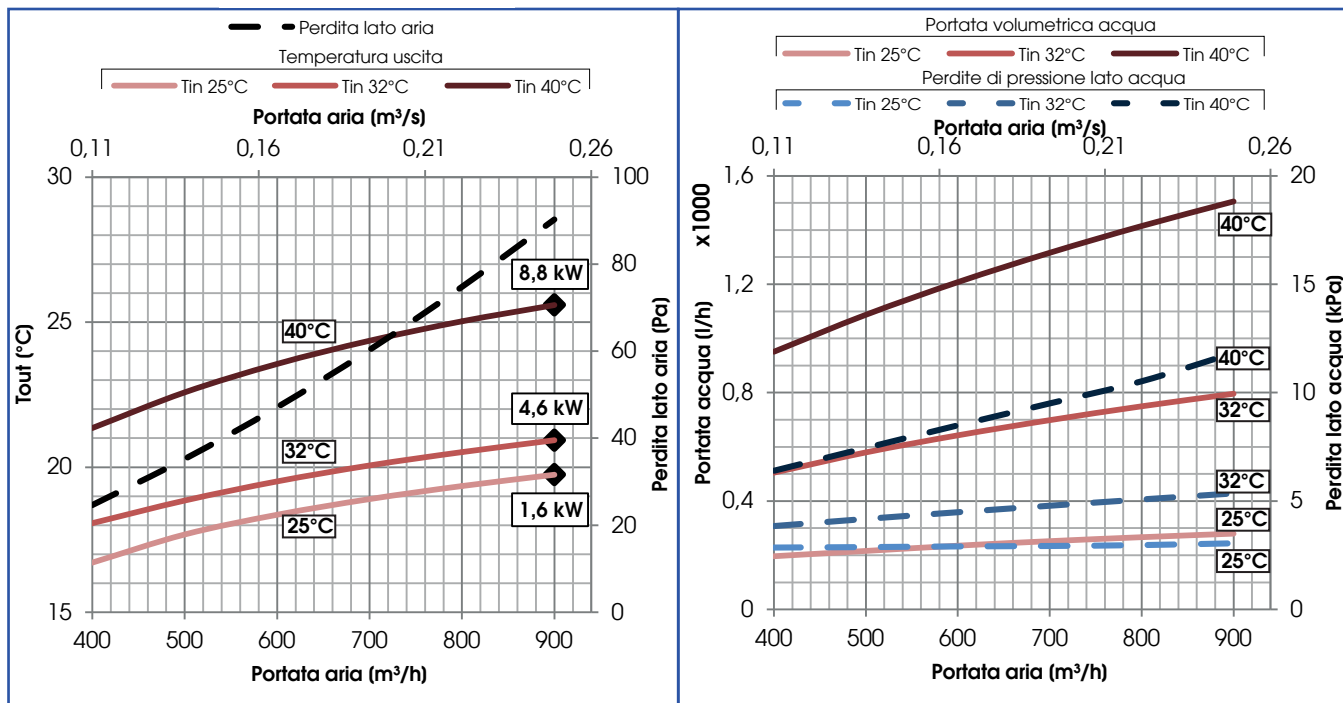 Perdita lato aria
Temperatura uscita
Tin 25°C Tin 32°C Tin 40°C
Portata aria (m³/s)
0,11 0,16 0,21 0,26
30
25
20
15
Tout (°C)
100
80
60
40
20
0
Perdita lato aria (Pa)
8,8 kW
40°C
4,6 kW
32°C
1,6 kW
25°C
400 500 600 700 800 900
Portata aria (m³/h)
Portata volumetrica acqua
Tin 25°C Tin 32°C Tin 40°C
Perdite di pressione lato acqua
Tin 25°C Tin 32°C Tin 40°C
Portata aria (m³/s)
0,11 0,16 0,21 0,26
1,6
1,2
0,8
0,4
0
x1000
Portata acqua (l/h)
20
15
10
5
0
Perdita lato acqua (kPa)
40°C
40°C
32°C
32°C
25°C
25°C
400 500 600 700 800 900
Portata aria (m³/h)